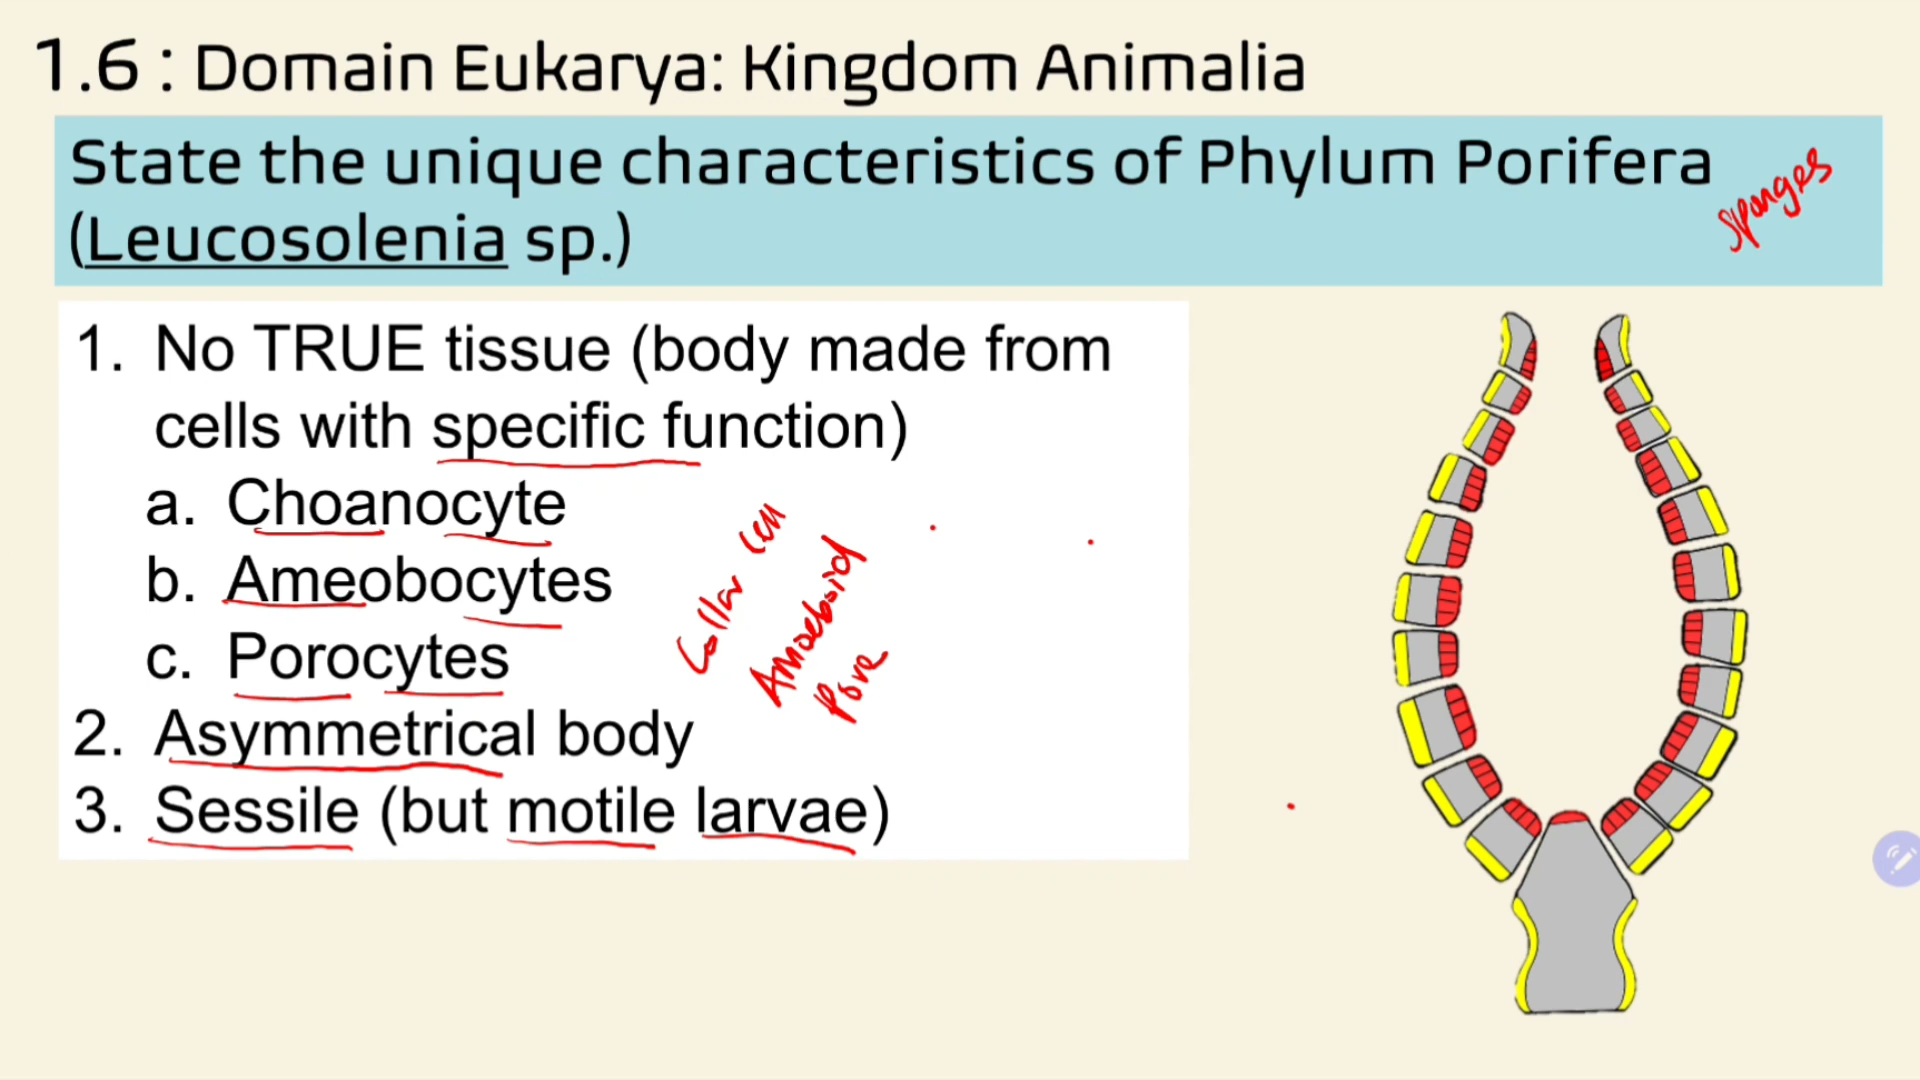 1.6 : Domain Eukarya: Kingdom Animalia
State the unique characteristics of Phylum Porifera
(Leucosolenia sp.)
sponges
1. No TRUE tissue (body made from
cells with specific function)
a. Choanocyte
b. Ameobocytes
c. Porocytes
Collar cell
Amoeboid
Pore
2. Asymmetrical body
3. Sessile (but motile larvae)